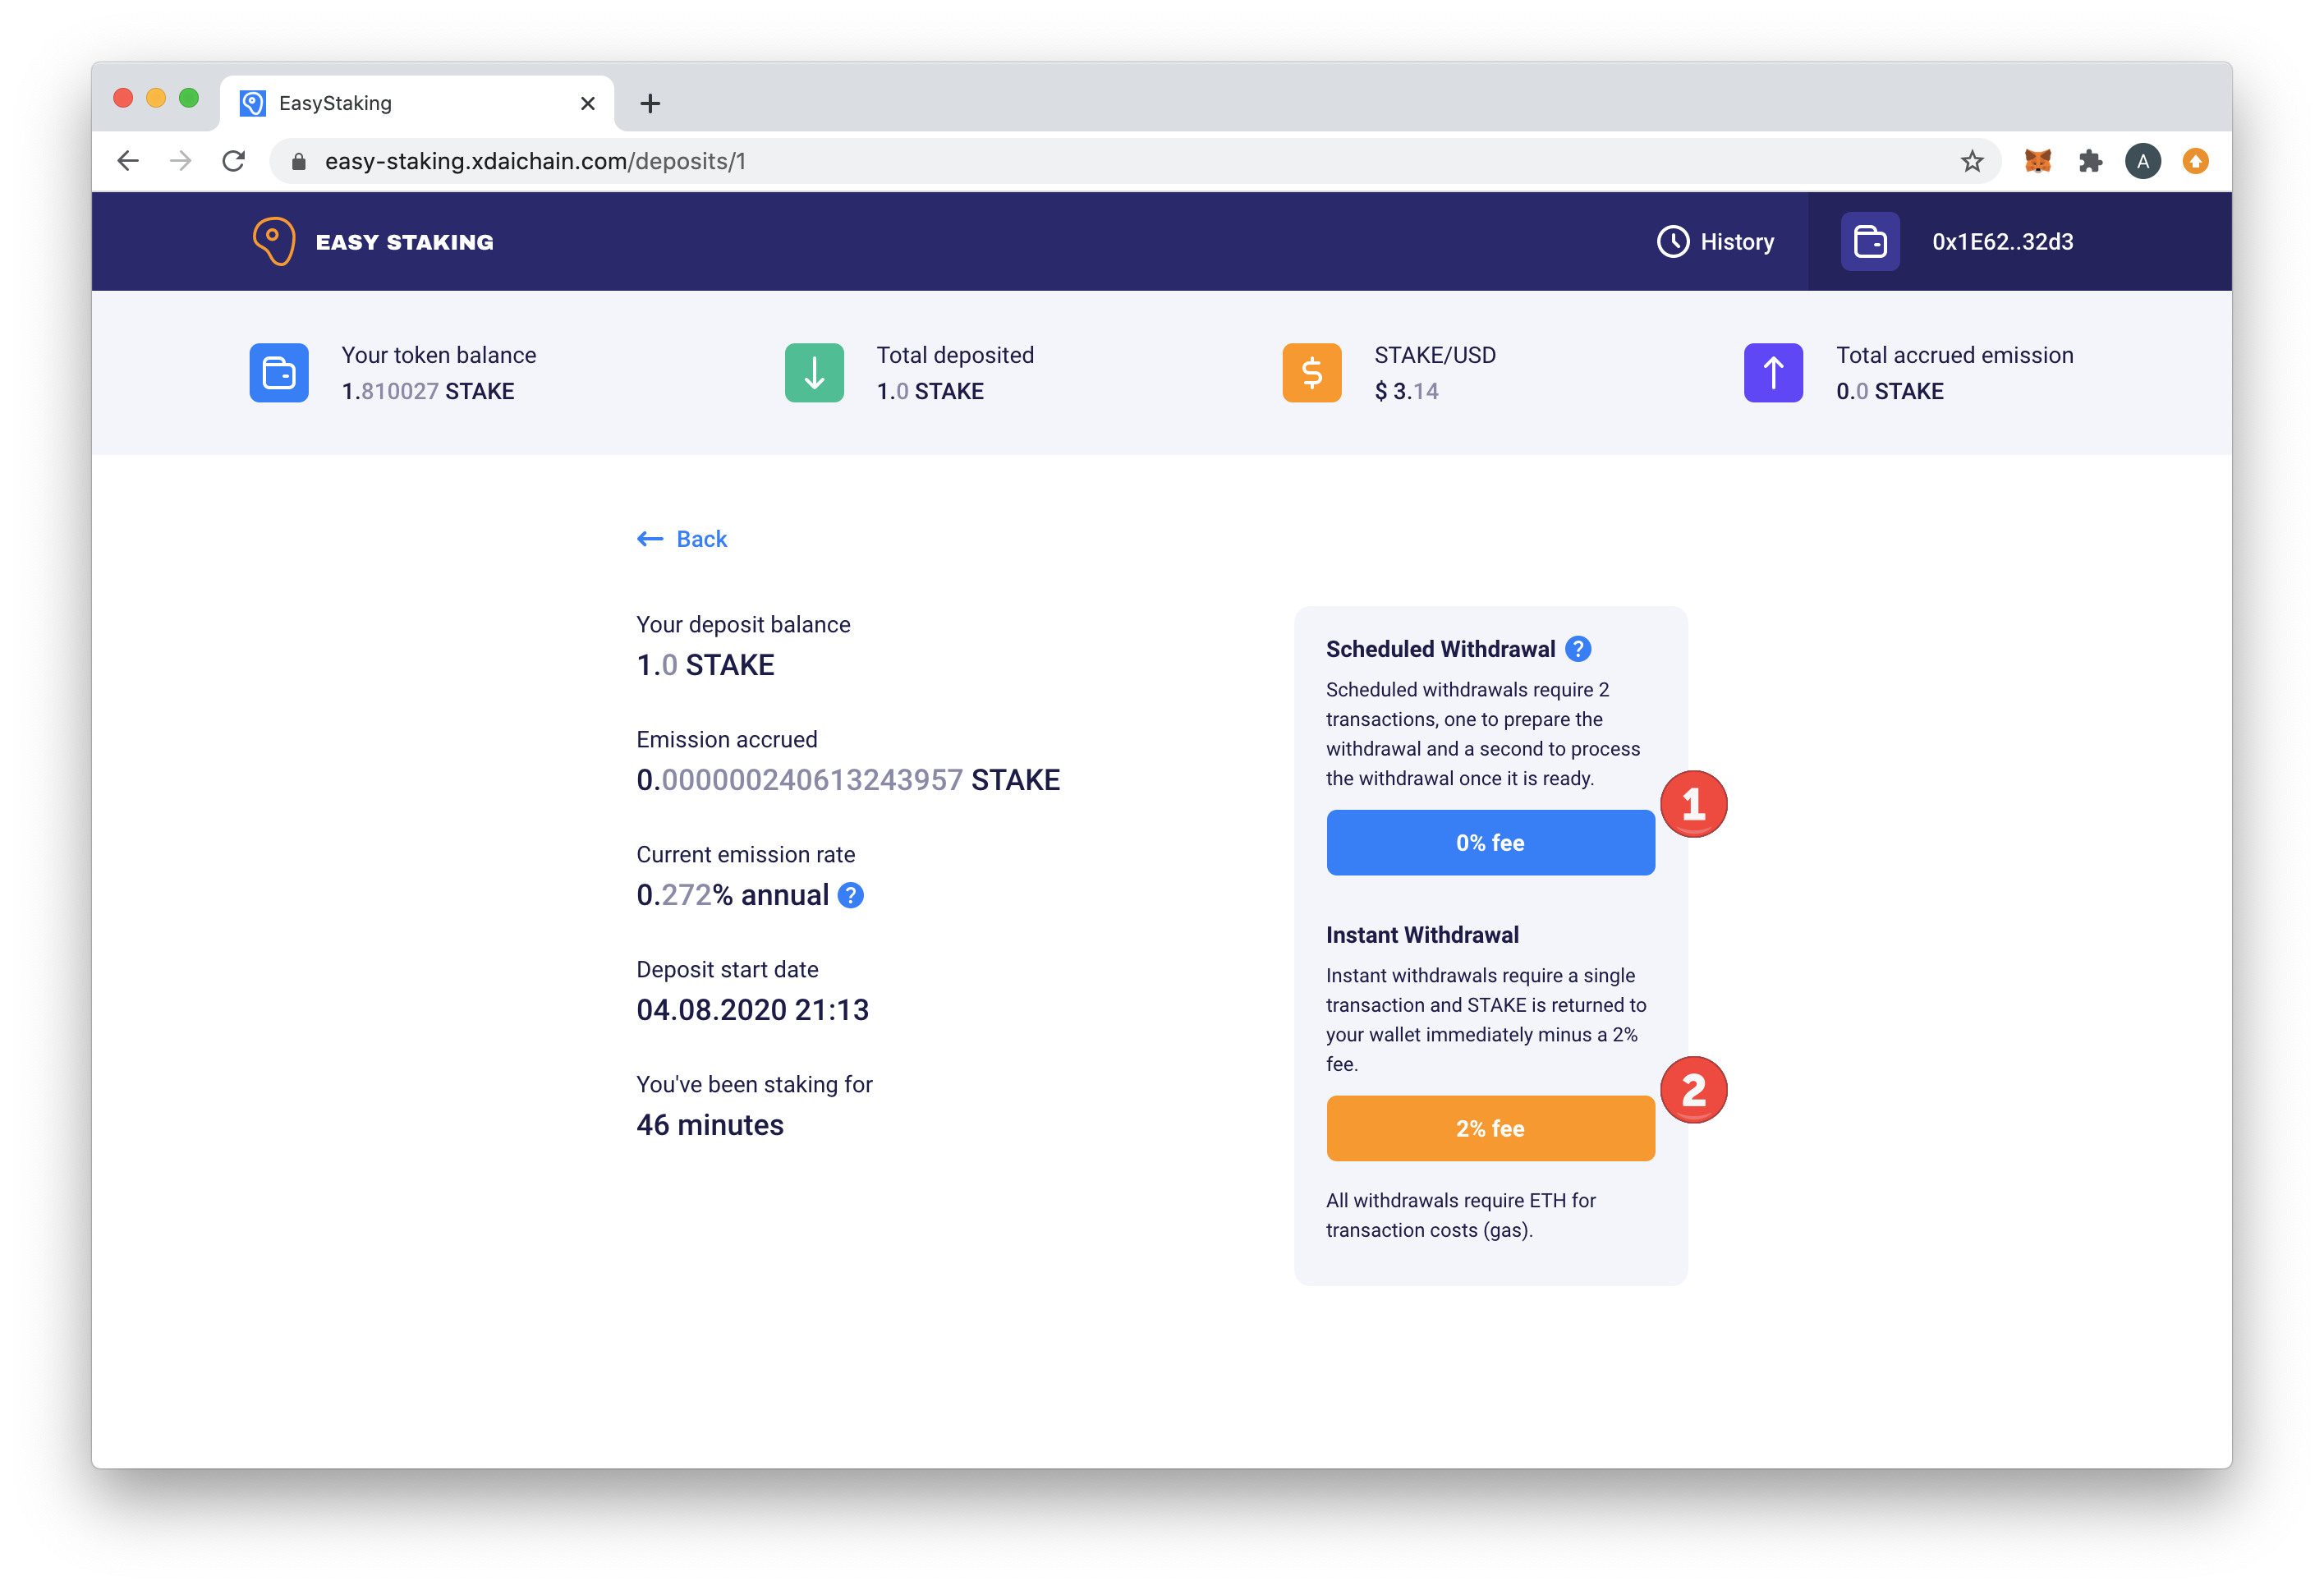 EasyStaking
easy-staking.xdaichain.com/deposits/1
A
EASY STAKING
History
0x1E62..32d3
Your token balance
1.810027 STAKE
Total deposited
1.0 STAKE
STAKE/USD
$ 3.14
Total accrued emission
0.0 STAKE
Back
Your deposit balance
1.0 STAKE
Emission accrued
0.000000240613243957 STAKE
Current emission rate
0.272% annual ?
Deposit start date
04.08.2020 21:13
You've been staking for
46 minutes
Scheduled Withdrawal ?
Scheduled withdrawals require 2
transactions, one to prepare the
withdrawal and a second to process
the withdrawal once it is ready.
1
0% fee
Instant Withdrawal
Instant withdrawals require a single
transaction and STAKE is returned to
your wallet immediately minus a 2%
fee.
2
2% fee
All withdrawals require ETH for
transaction costs (gas).